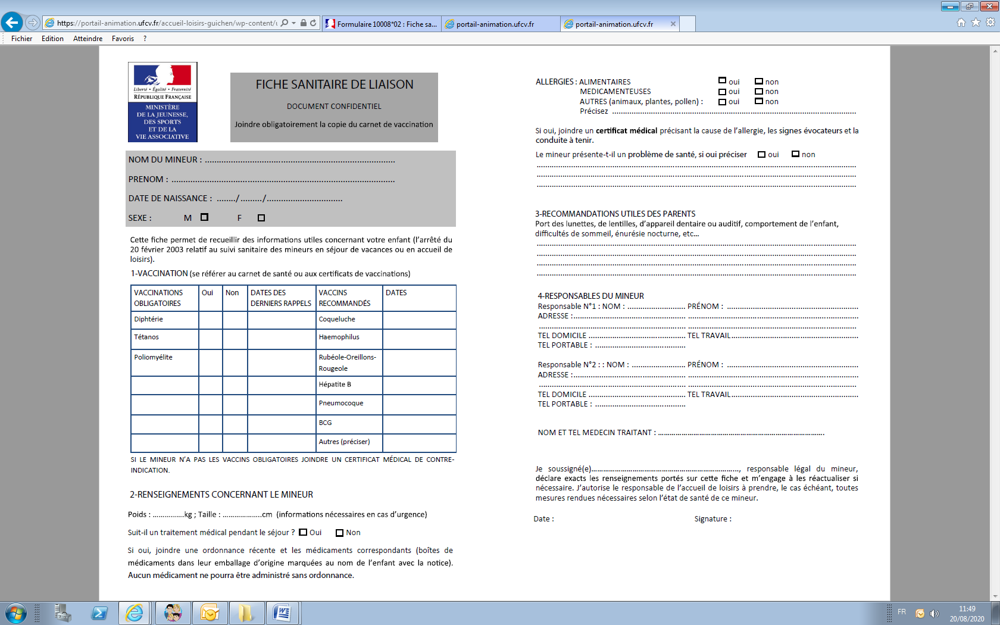 https://portail-animation.ufcv.fr/accueil-loisirs-guichen/wp-content/u
Formulaire 10008*02 : Fiche sa...
portail-animation.ufcv.fr
portail-animation.ufcv.fr
Fichier Edition Atteindre Favoris ?
Liberté • Égalité • Fraternité
RÉPUBLIQUE FRANÇAISE
MINISTÈRE
DE LA JEUNESSE,
DES SPORTS
ET DE LA
VIE ASSOCIATIVE
FICHE SANITAIRE DE LIAISON
DOCUMENT CONFIDENTIEL
Joindre obligatoirement la copie du carnet de vaccination
NOM DU MINEUR : ................................................................................
PRENOM : ..............................................................................................
DATE DE NAISSANCE : ......../........./................................
SEXE : M F
Cette fiche permet de recueillir des informations utiles concernant votre enfant (l’arrêté du
20 février 2003 relatif au suivi sanitaire des mineurs en séjour de vacances ou en accueil de
loisirs).
1-VACCINATION (se référer au carnet de santé ou aux certificats de vaccinations)
VACCINATIONS OBLIGATOIRES Oui Non DATES DES DERNIERS RAPPELS VACCINS RECOMMANDÉS DATES
Diphtérie Coqueluche
Tétanos Haemophilus
Poliomyélite Rubéole-Oreillons-
Rougeole
Hépatite B
Pneumocoque
BCG
Autres (préciser)
SI LE MINEUR N’A PAS LES VACCINS OBLIGATOIRES JOINDRE UN CERTIFICAT MÉDICAL DE CONTRE-
INDICATION.
2-RENSEIGNEMENTS CONCERNANT LE MINEUR
Poids : ................kg ; Taille : ....................cm (informations nécessaires en cas d’urgence)
Suit-il un traitement médical pendant le séjour ? Oui Non
Si oui, joindre une ordonnance récente et les médicaments correspondants (boîtes de
médicaments dans leur emballage d’origine marquées au nom de l’enfant avec la notice).
Aucun médicament ne pourra être administré sans ordonnance.
ALLERGIES : ALIMENTAIRES oui non
MEDICAMENTEUSES oui non
AUTRES (animaux, plantes, pollen) : oui non
Précisez ..........................................................................................
Si oui, joindre un certificat médical précisant la cause de l’allergie, les signes évocateurs et la
conduite à tenir.
Le mineur présente-t-il un problème de santé, si oui préciser oui non
......................................................................................................................
......................................................................................................................
......................................................................................................................
3-RECOMMANDATIONS UTILES DES PARENTS
Port des lunettes, de lentilles, d’appareil dentaire ou auditif, comportement de l’enfant,
difficultés de sommeil, énurésie nocturne, etc...
......................................................................................................................
......................................................................................................................
......................................................................................................................
......................................................................................................................
4-RESPONSABLES DU MINEUR
Responsable N°1 : NOM : .......................... PRÉNOM : ..........................................................
ADRESSE :.................................................. ..............................................................................
...................................................................... ..............................................................................
TEL DOMICILE ........................................... TEL TRAVAIL.........................................................
TEL PORTABLE : ........................................
Responsable N°2 : : NOM : ........................ PRÉNOM : ..........................................................
ADRESSE :.................................................. ..............................................................................
...................................................................... ..............................................................................
TEL DOMICILE ........................................... TEL TRAVAIL.........................................................
TEL PORTABLE : ........................................
NOM ET TEL MEDECIN TRAITANT : ..................................................................................
Je soussigné(e)......................................................................, responsable légal du mineur,
déclare exacts les renseignements portés sur cette fiche et m’engage à les réactualiser si
nécessaire. J’autorise le responsable de l’accueil de loisirs à prendre, le cas échéant, toutes
mesures rendues nécessaires selon l’état de santé de ce mineur.
Date : Signature :
FR
11:49
20/08/2020